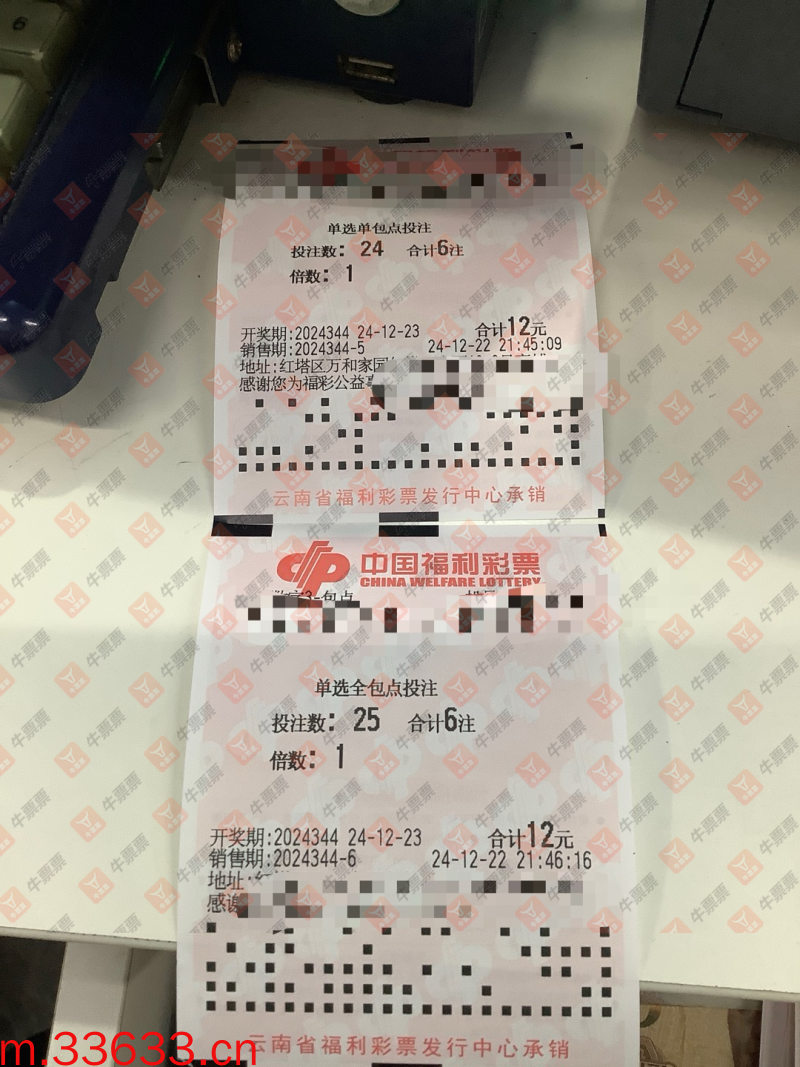 单选单包点投注
投注数: 24 合计6注
倍数: 1
开奖期:2024344 24-12-23 合计12元
销售期:2024344-5 24-12-22 21:45:09
地址:红塔区万和家园
感谢您为福彩公益
云南省福利彩票发行中心承销
中国福利彩票
CHINA WELFARE LOTTERY
单选全包点投注
投注数: 25 合计6注
倍数: 1
开奖期:2024344 24-12-23 合计12元
销售期:2024344-6 24-12-22 21:46:16
地址:
感谢
云南省福利彩票发行中心承销
m.33633.cn
牛票票